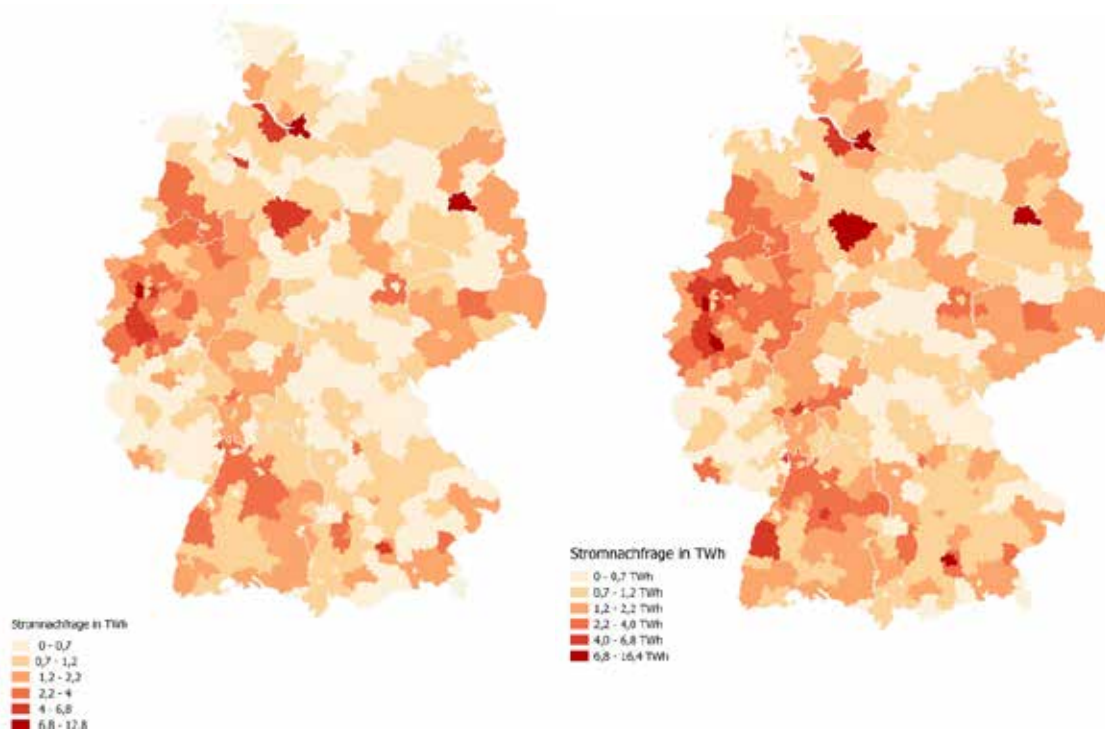 Stromnachfrage in TWh
0 - 0,7
0,7 - 1,2
1,2 - 2,2
2,2 - 4
4 - 6,8
6,8 - 12,8
Stromnachfrage in TWh
0 - 0,7 TWh
0,7 - 1,2 TWh
1,2 - 2,2 TWh
2,2 - 4,0 TWh
4,0 - 6,8 TWh
6,8 - 16,4 TWh